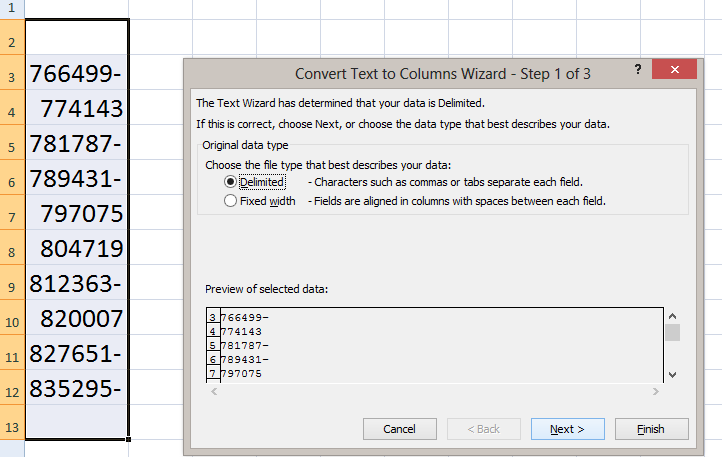 1
2
3 766499-
4 774143
5 781787-
6 789431-
7 797075
8 804719
9 812363-
10 820007
11 827651-
12 835295-
13
Convert Text to Columns Wizard - Step 1 of 3 ? ×
The Text Wizard has determined that your data is Delimited.
If this is correct, choose Next, or choose the data type that best describes your data.
Original data type
Choose the file type that best describes your data:
Delimited - Characters such as commas or tabs separate each field.
Fixed width - Fields are aligned in columns with spaces between each field.
Preview of selected data:
3 766499-
4 774143
5 781787-
6 789431-
7 797075
Cancel < Back Next > Finish